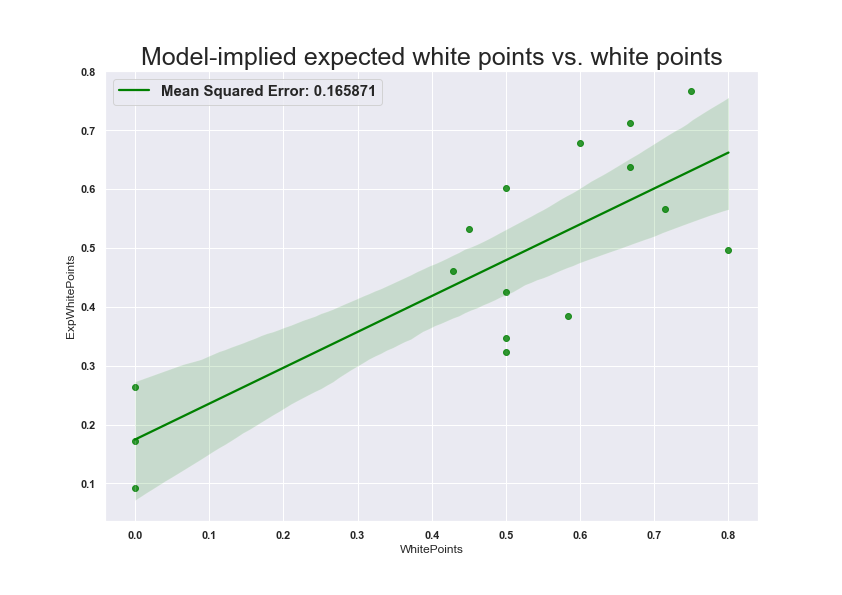 Model-implied expected white points vs. white points
Mean Squared Error: 0.165871
0.8
0.7
0.6
0.5
0.4
0.3
0.2
0.1
ExpWhitePoints
0.0 0.1 0.2 0.3 0.4 0.5 0.6 0.7 0.8
WhitePoints